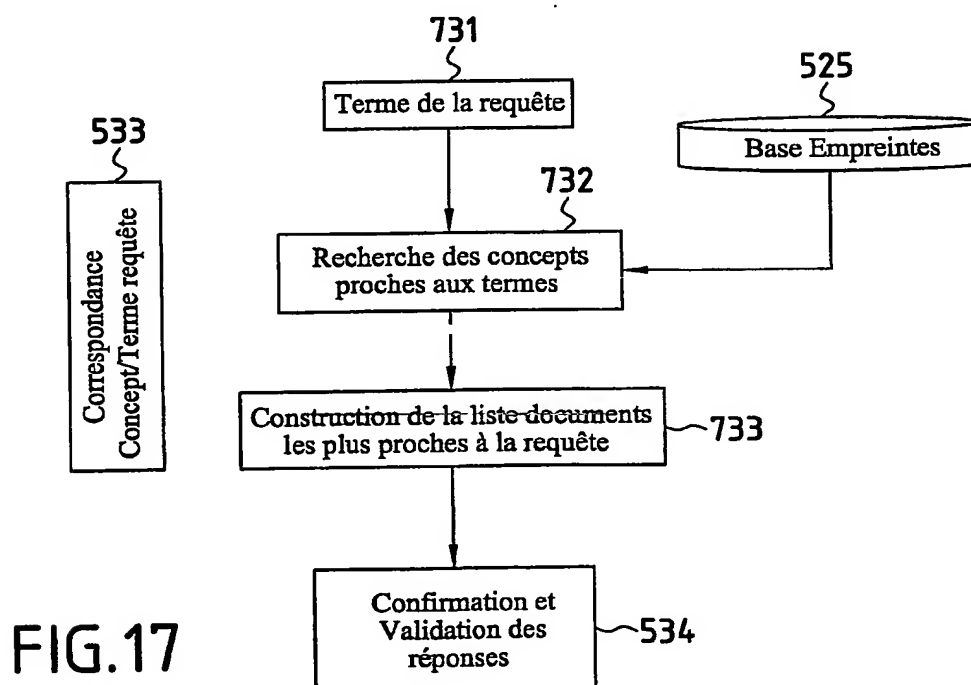 731
Terme de la requête
525
Base Empreintes
533
Correspondance
Concept/Terme requête
732
Recherche des concepts
proches aux termes
Construction de la liste documents
les plus proches à la requête
733
Confirmation et
Validation des
réponses
534
FIG.17